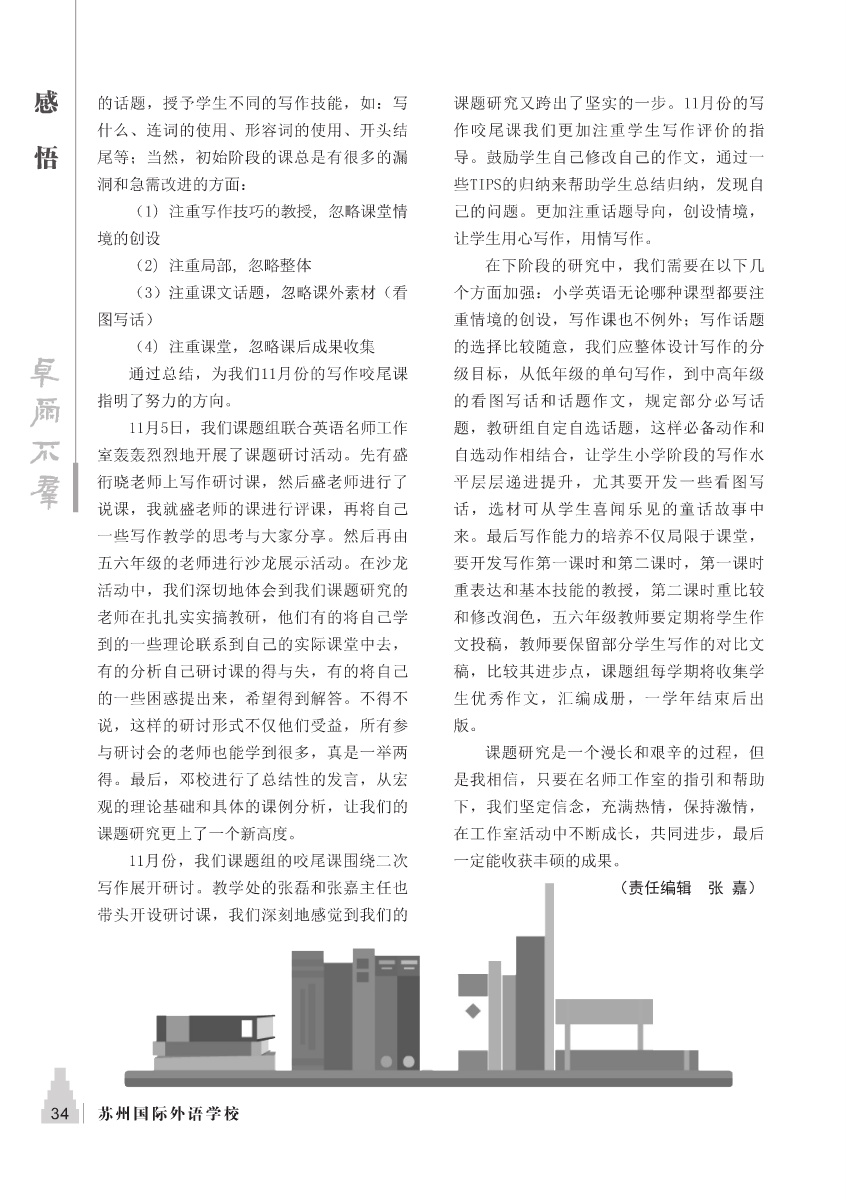 感
悟
卓
尔
不
群
的话题，授予学生不同的写作技能，如：写
什么、连词的使用、形容词的使用、开头结
尾等；当然，初始阶段的课总是有很多的漏
洞和急需改进的方面：
（1）注重写作技巧的教授，忽略课堂情
境的创设
（2）注重局部，忽略整体
（3）注重课文话题，忽略课外素材（看
图写话）
（4）注重课堂，忽略课后成果收集
通过总结，为我们11月份的写作咬尾课
指明了努力的方向。
11月5日，我们课题组联合英语名师工作
室轰轰烈烈地开展了课题研讨活动。先有盛
衍晓老师上写作研讨课，然后盛老师进行了
说课，我就盛老师的课进行评课，再将自己
一些写作教学的思考与大家分享。然后再由
五六年级的老师进行沙龙展示活动。在沙龙
活动中，我们深切地体会到我们课题研究的
老师在扎扎实实搞教研，他们有的将自己学
到的一些理论联系到自己的实际课堂中去，
有的分析自己研讨课的得与失，有的将自己
的一些困惑提出来，希望得到解答。不得不
说，这样的研讨形式不仅他们受益，所有参
与研讨会的老师也能学到很多，真是一举两
得。最后，邓校进行了总结性的发言，从宏
观的理论基础和具体的课例分析，让我们的
课题研究更上了一个新高度。
11月份，我们课题组的咬尾课围绕二次
写作展开研讨。教学处的张磊和张嘉主任也
带头开设研讨课，我们深刻地感觉到我们的
课题研究又跨出了坚实的一步。11月份的写
作咬尾课我们更加注重学生写作评价的指
导。鼓励学生自己修改自己的作文，通过一
些TIPS的归纳来帮助学生总结归纳，发现自
己的问题。更加注重话题导向，创设情境，
让学生用心写作，用情写作。
在下阶段的研究中，我们需要在以下几
个方面加强：小学英语无论哪种课型都要注
重情境的创设，写作课也不例外；写作话题
的选择比较随意，我们应整体设计写作的分
级目标，从低年级的单句写作，到中高年级
的看图写话和话题作文，规定部分必写话
题，教研组自定自选话题，这样必备动作和
自选动作相结合，让学生小学阶段的写作水
平层层递进提升，尤其要开发一些看图写
话，选材可从学生喜闻乐见的童话故事中
来。最后写作能力的培养不仅局限于课堂，
要开发写作第一课时和第二课时，第一课时
重表达和基本技能的教授，第二课时重比较
和修改润色，五六年级教师要定期将学生作
文投稿，教师要保留部分学生写作的对比文
稿，比较其进步点，课题组每学期将收集学
生优秀作文，汇编成册，一学年结束后出
版。
课题研究是一个漫长和艰辛的过程，但
是我相信，只要在名师工作室的指引和帮助
下，我们坚定信念，充满热情，保持激情，
在工作室活动中不断成长，共同进步，最后
一定能收获丰硕的成果。
（责任编辑　张 嘉）
34
苏州国际外语学校